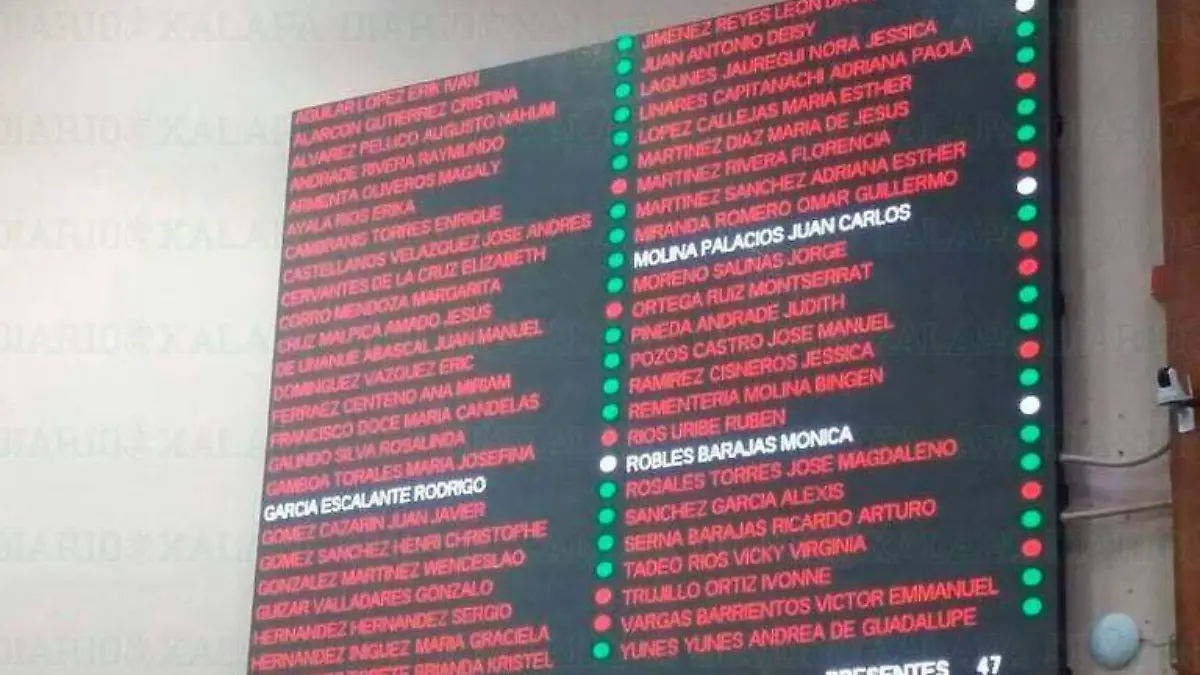 AGUILAR LOPEZ ERIK IVAN
ALARCON GUTIERREZ CRISTINA
ALVAREZ PELLICO AUGUSTO NAHUM
ANDRADE RIVERA RAYMUNDO
ARMENTA OLIVEROS MAGALY
AYALA RIOS ERIKA
CAMBRANIS TORRES ENRIQUE
CASTELLANOS VELAZQUEZ JOSE ANDRES
CERVANTES DE LA CRUZ ELIZABETH
CORRO MENDOZA MARGARITA
CRUZ MALPICA AMADO JESUS
DE UNANUE ABASCAL JUAN MANUEL
DOMINGUEZ VAZQUEZ ERIC
FERRAEZ CENTENO ANA MIRIAM
FRANCISCO DOCE MARIA CANDELAS
GALINDO SILVA ROSALINDA
GAMBOA TORALES MARIA JOSEFINA
GARCIA ESCALANTE RODRIGO
GOMEZ CAZARIN JUAN JAVIER
GOMEZ SANCHEZ HENRI CHRISTOPHE
GONZALEZ MARTINEZ WENCESLAO
GUIZAR VALLADARES GONZALO
HERNANDEZ HERNANDEZ SERGIO
HERNANDEZ IÑIGUEZ MARIA GRACIELA
BRIANDA KRISTEL
JIMENEZ REYES LEON
JUAN ANTONIO DEISY
LAGUNES JAUREGUI NORA JESSICA
LINARES CAPITANACHI ADRIANA PAOLA
LOPEZ CALLEJAS MARIA ESTHER
MARTINEZ DIAZ MARIA DE JESUS
MARTINEZ RIVERA FLORENCIA
MARTINEZ SANCHEZ ADRIANA ESTHER
MIRANDA ROMERO OMAR GUILLERMO
MOLINA PALACIOS JUAN CARLOS
MORENO SALINAS JORGE
ORTEGA RUIZ MONTSERRAT
PINEDA ANDRADE JUDITH
POZOS CASTRO JOSE MANUEL
RAMIREZ CISNEROS JESSICA
REMENTERIA MOLINA BINGEN
RIOS URIBE RUBEN
ROBLES BARAJAS MONICA
ROSALES TORRES JOSE MAGDALENO
SANCHEZ GARCIA ALEXIS
SERNA BARAJAS RICARDO ARTURO
TADEO RIOS VICKY VIRGINIA
TRUJILLO ORTIZ IVONNE
VARGAS BARRIENTOS VICTOR EMMANUEL
YUNES YUNES ANDREA DE GUADALUPE
PRESENTES 47